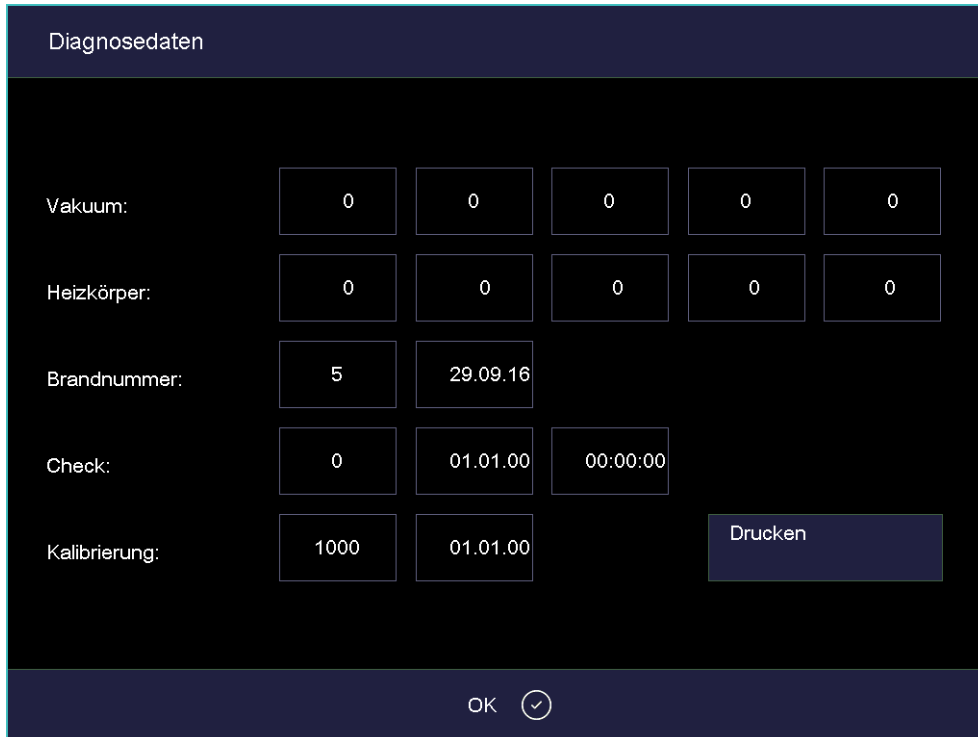 Diagnosedaten
Vakuum: 0 0 0 0 0
Heizkörper: 0 0 0 0 0
Brandnummer: 5 29.09.16
Check: 0 01.01.00 00:00:00
Kalibrierung: 1000 01.01.00 Drucken
OK